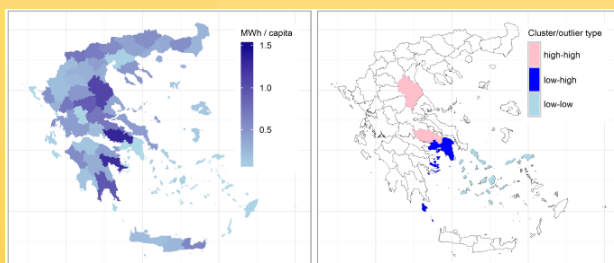 MWh / capita
1.5
1.0
0.5
Cluster/outlier type
high-high
low-high
low-low